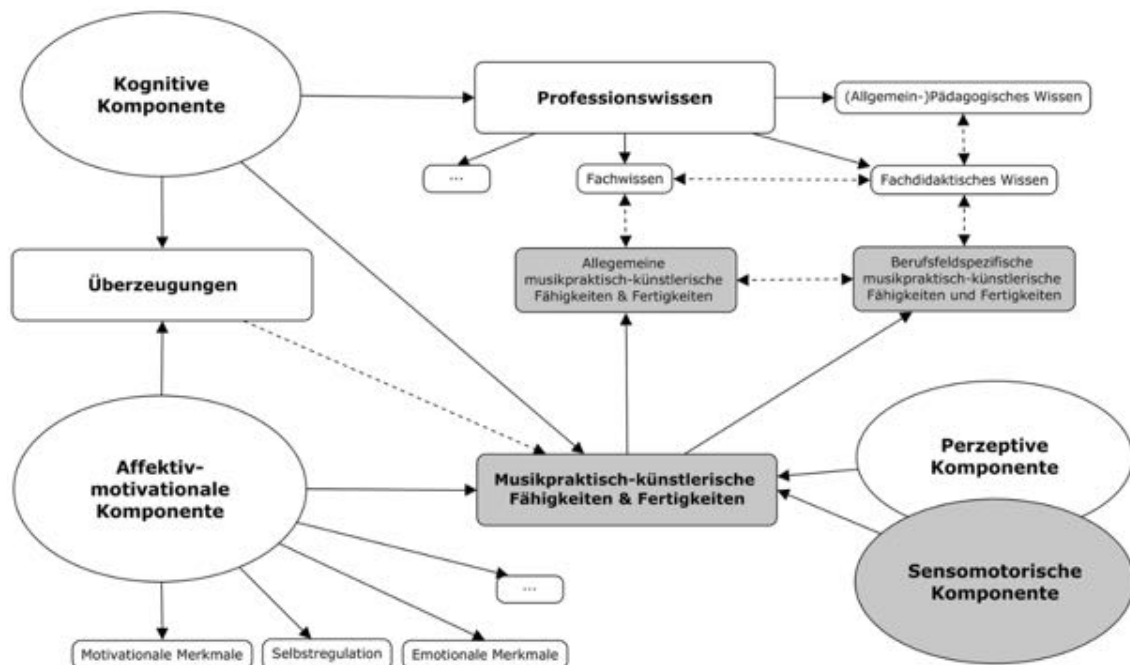 Kognitive
Komponente
Professionswissen
(Allgemein-)Pädagogisches Wissen
...
Fachwissen
Fachdidaktisches Wissen
Überzeugungen
Allegemeine
musikpraktisch-künstlerische
Fähigkeiten & Fertigkeiten
Berufsfeldspezifische
musikpraktisch-künstlerische
Fähigkeiten und Fertigkeiten
Affektiv-
motivationale
Komponente
Musikpraktisch-künstlerische
Fähigkeiten & Fertigkeiten
Perzeptive
Komponente
Sensomotorische
Komponente
...
Motivationale Merkmale
Selbstregulation
Emotionale Merkmale